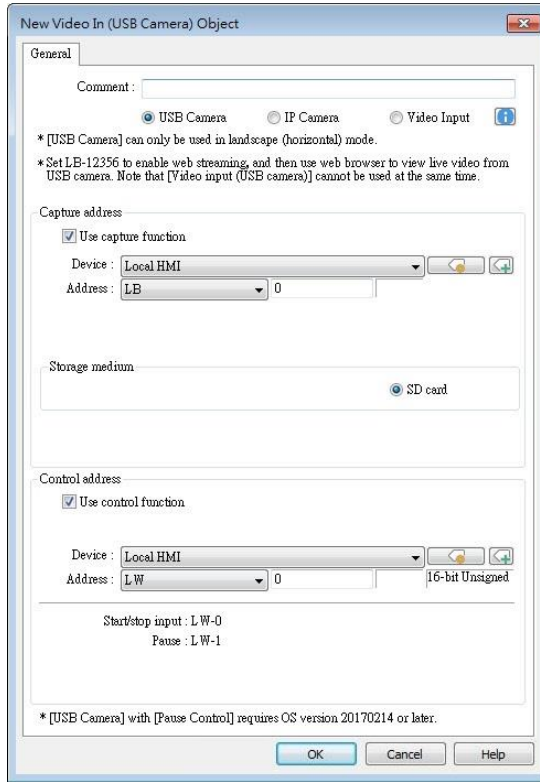 New Video In (USB Camera) Object
General
Comment :
USB Camera IP Camera Video Input
* [USB Camera] can only be used in landscape (horizontal) mode.
* Set LB-12356 to enable web streaming, and then use web browser to view live video from
USB camera. Note that [Video input (USB camera)] cannot be used at the same time.
Capture address
Use capture function
Device : Local HMI
Address : LB 0
Storage medium
SD card
Control address
Use control function
Device : Local HMI
Address : LW 0 16-bit Unsigned
Start/stop input : LW-0
Pause : LW-1
* [USB Camera] with [Pause Control] requires OS version 20170214 or later.
OK Cancel Help